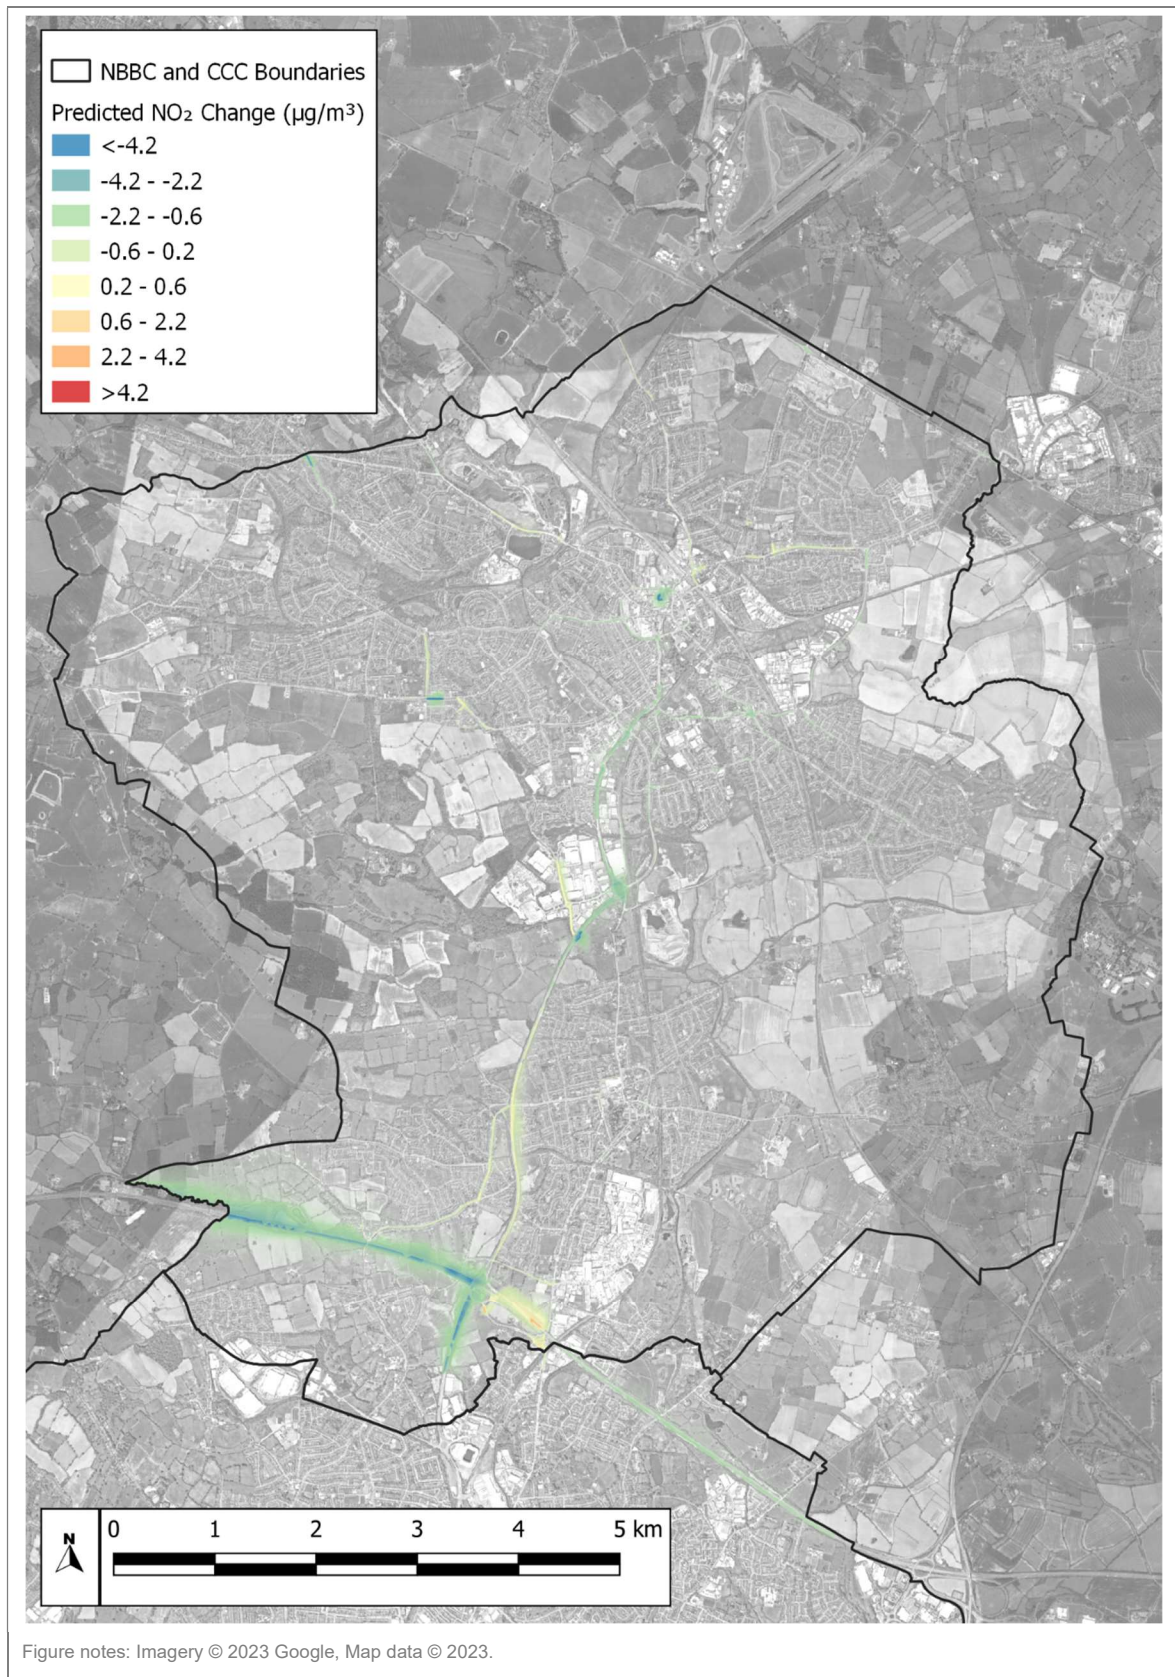 NBBC and CCC Boundaries
Predicted NO₂ Change (µg/m³)
<-4.2
-4.2 - -2.2
-2.2 - -0.6
-0.6 - 0.2
0.2 - 0.6
0.6 - 2.2
2.2 - 4.2
>4.2
N
0 1 2 3 4 5 km
Figure notes: Imagery © 2023 Google, Map data © 2023.